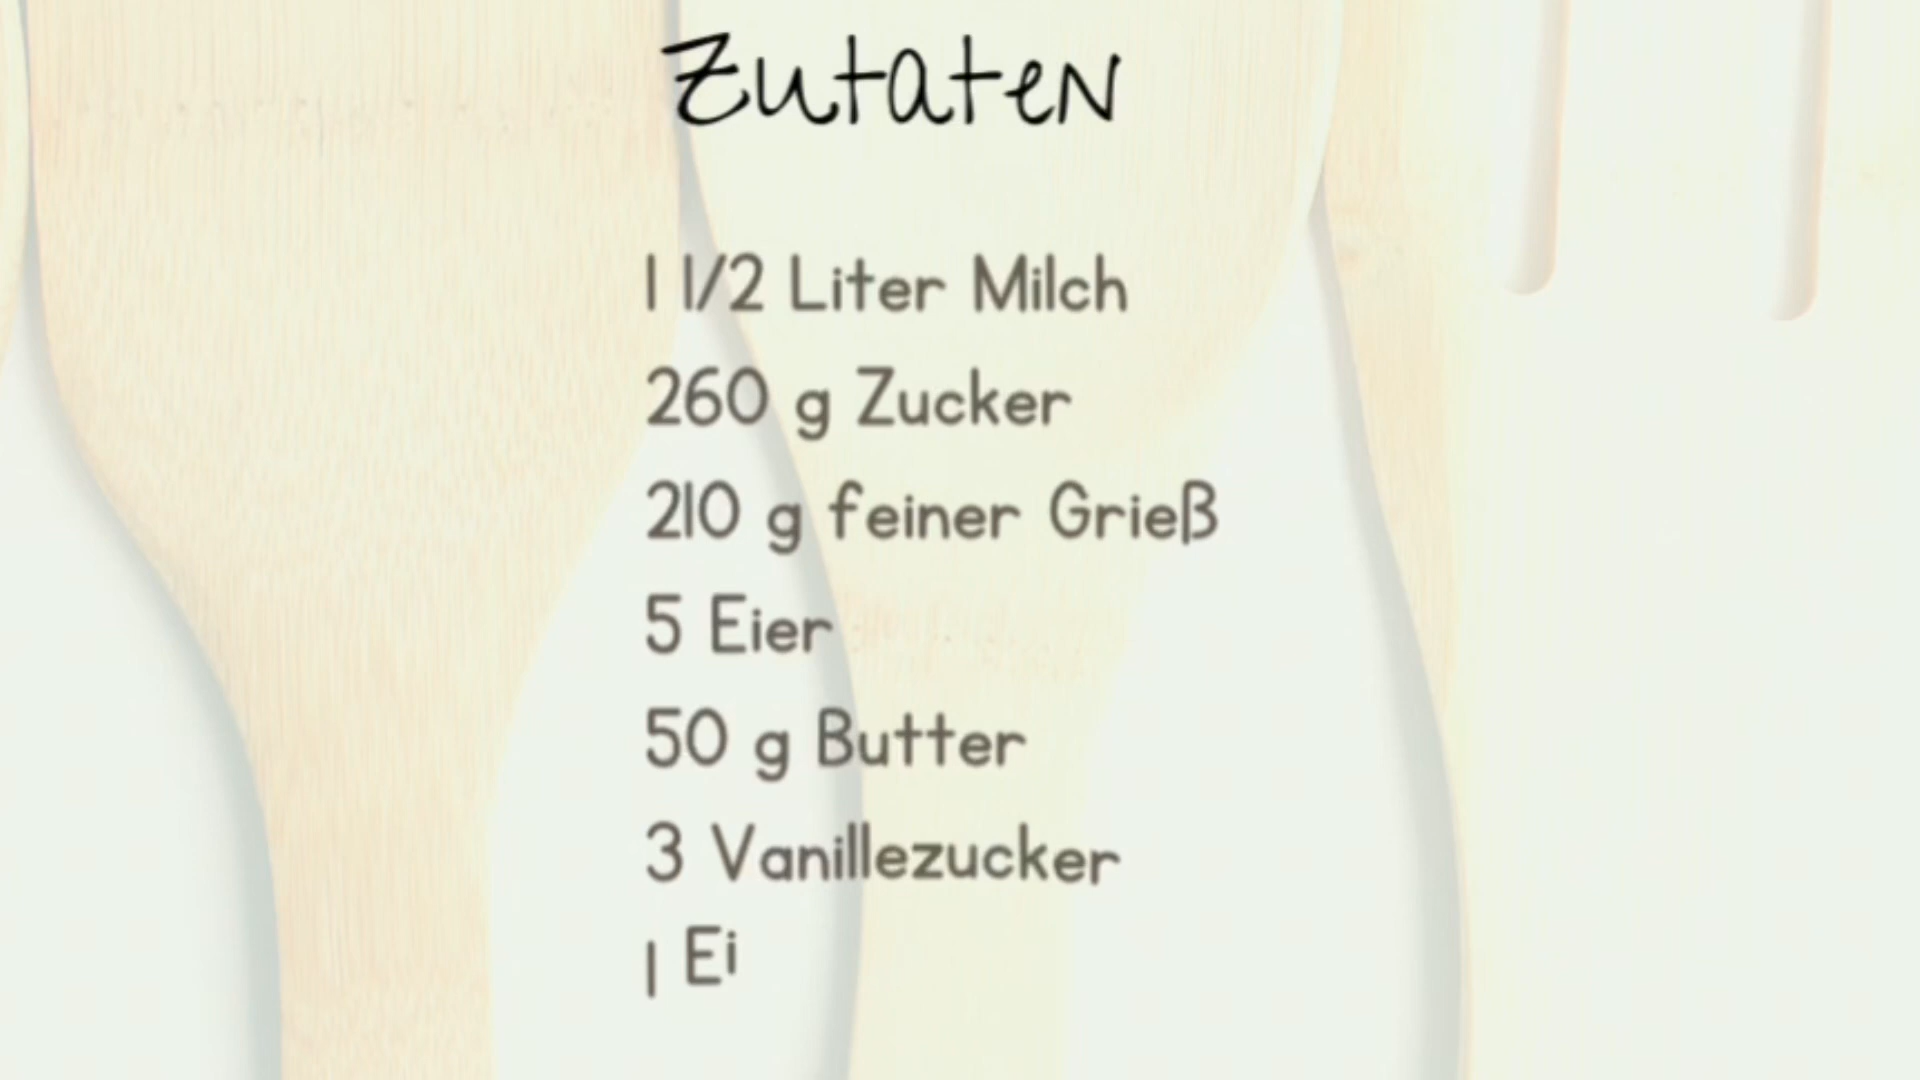 Zutaten
1 1/2 Liter Milch
260 g Zucker
210 g feiner Grieß
5 Eier
50 g Butter
3 Vanillezucker
1 Ei